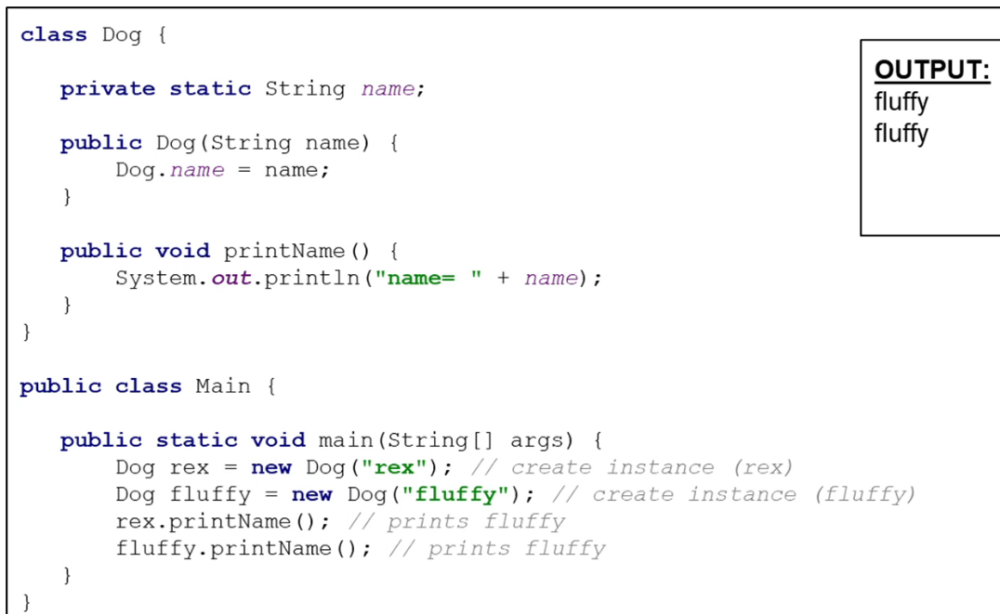 class Dog {
private static String name;
public Dog(String name) {
Dog.name = name;
}
public void printName() {
System.out.println("name= " + name);
}
}
public class Main {
public static void main(String[] args) {
Dog rex = new Dog("rex"); // create instance (rex)
Dog fluffy = new Dog("fluffy"); // create instance (fluffy)
rex.printName(); // prints fluffy
fluffy.printName(); // prints fluffy
}
}
OUTPUT:
fluffy
fluffy